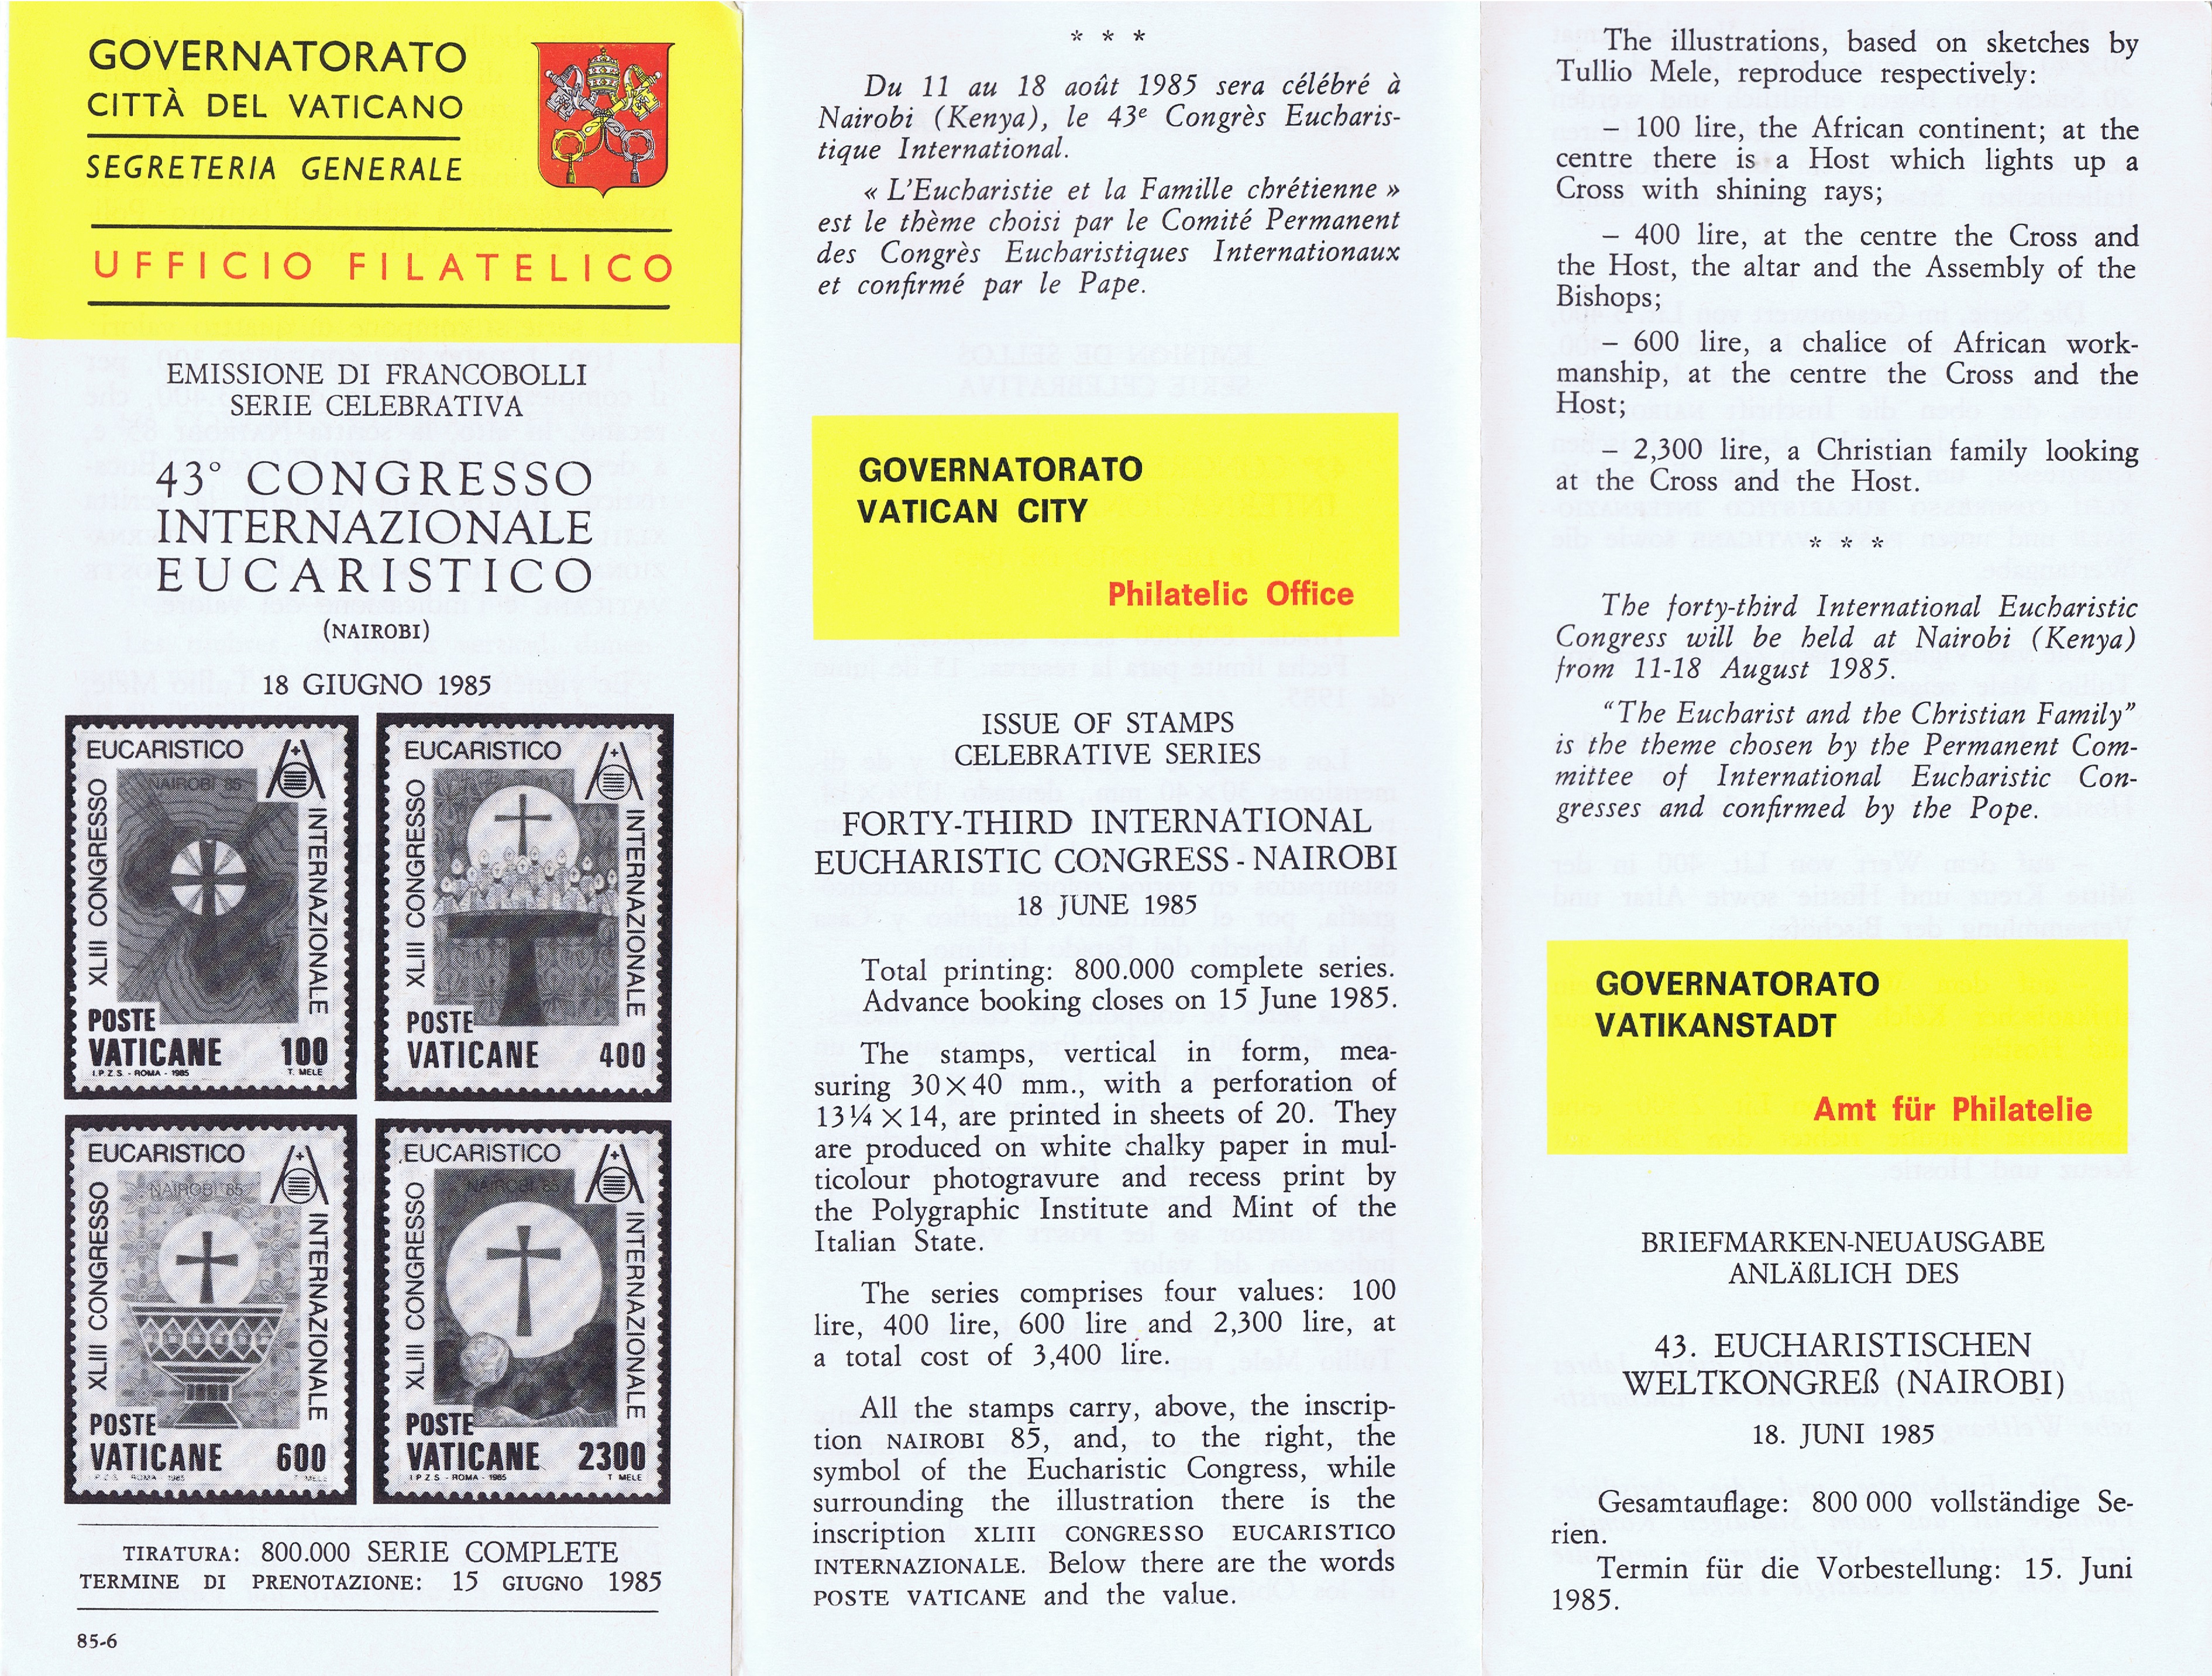 GOVERNATORATO
CITTÀ DEL VATICANO
SEGRETERIA GENERALE
UFFICIO FILATELICO
EMISSIONE DI FRANCOBOLLI
SERIE CELEBRATIVA
43° CONGRESSO
INTERNAZIONALE
EUCARISTICO
(NAIROBI)
18 GIUGNO 1985
XLIII CONGRESSO
EUCARISTICO
INTERNAZIONALE
NAIROBI 85
POSTE
VATICANE 100
I.P.Z.S. - ROMA - 1985 T. MELE
XLIII CONGRESSO
EUCARISTICO
INTERNAZIONALE
POSTE
VATICANE 400
XLIII CONGRESSO
EUCARISTICO
INTERNAZIONALE
NAIROBI 85
POSTE
VATICANE 600
I.P.Z.S. ROMA 1985 T. MELE
XLIII CONGRESSO
EUCARISTICO
INTERNAZIONALE
NAIROBI 85
POSTE
VATICANE 2300
I.P.Z.S. - ROMA - 1985 T MELE
TIRATURA: 800.000 SERIE COMPLETE
TERMINE DI PRENOTAZIONE: 15 GIUGNO 1985
85-6
* * *
Du 11 au 18 août 1985 sera célébré à
Nairobi (Kenya), le 43e Congrès Eucharis-
tique International.
« L'Eucharistie et la Famille chrétienne »
est le thème choisi par le Comité Permanent
des Congrès Eucharistiques Internationaux
et confirmé par le Pape.
GOVERNATORATO
VATICAN CITY
Philatelic Office
ISSUE OF STAMPS
CELEBRATIVE SERIES
FORTY-THIRD INTERNATIONAL
EUCHARISTIC CONGRESS - NAIROBI
18 JUNE 1985
Total printing: 800.000 complete series.
Advance booking closes on 15 June 1985.
The stamps, vertical in form, mea-
suring 30×40 mm., with a perforation of
13¼×14, are printed in sheets of 20. They
are produced on white chalky paper in mul-
ticolour photogravure and recess print by
the Polygraphic Institute and Mint of the
Italian State.
The series comprises four values: 100
lire, 400 lire, 600 lire and 2,300 lire, at
a total cost of 3,400 lire.
All the stamps carry, above, the inscrip-
tion NAIROBI 85, and, to the right, the
symbol of the Eucharistic Congress, while
surrounding the illustration there is the
inscription XLIII CONGRESSO EUCARISTICO
INTERNAZIONALE. Below there are the words
POSTE VATICANE and the value.
The illustrations, based on sketches by
Tullio Mele, reproduce respectively:
– 100 lire, the African continent; at the
centre there is a Host which lights up a
Cross with shining rays;
– 400 lire, at the centre the Cross and
the Host, the altar and the Assembly of the
Bishops;
– 600 lire, a chalice of African work-
manship, at the centre the Cross and the
Host;
– 2,300 lire, a Christian family looking
at the Cross and the Host.
* * *
The forty-third International Eucharistic
Congress will be held at Nairobi (Kenya)
from 11-18 August 1985.
“The Eucharist and the Christian Family”
is the theme chosen by the Permanent Com-
mittee of International Eucharistic Con-
gresses and confirmed by the Pope.
GOVERNATORATO
VATIKANSTADT
Amt für Philatelie
BRIEFMARKEN-NEUAUSGABE
ANLÄßLICH DES
43. EUCHARISTISCHEN
WELTKONGREß (NAIROBI)
18. JUNI 1985
Gesamtauflage: 800 000 vollständige Se-
rien.
Termin für die Vorbestellung: 15. Juni
1985.